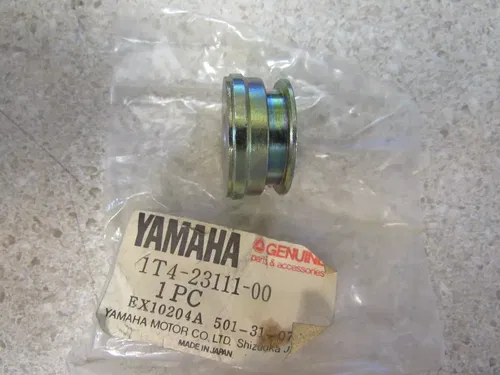 YAMAHA
GENUINE
parts & accessories
1T4-23111-00
1PC
EX10204A 501-31-07
YAMAHA MOTOR CO., LTD. Shizuoka J
MADE IN JAPAN